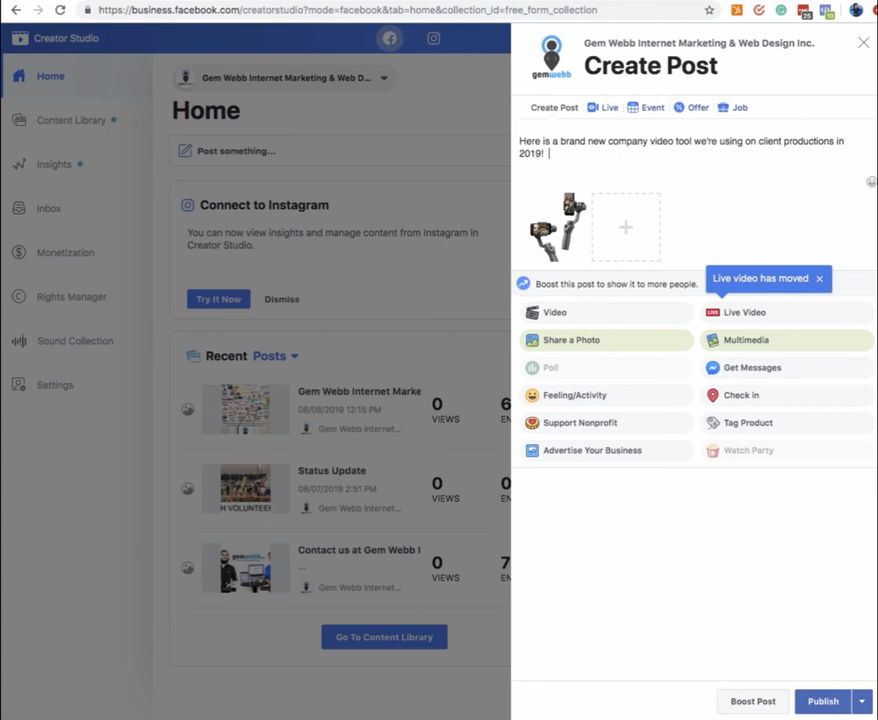 https://business.facebook.com/creatorstudio?mode=facebook&tab=home&collection_id=free_form_collection
25
10
Creator Studio
Home
Content Library
Insights
Inbox
Monetization
Rights Manager
Sound Collection
Settings
Gem Webb Internet Marketing & Web D...
Home
Post something...
Connect to Instagram
You can now view insights and manage content from Instagram in
Creator Studio.
Try It Now
Dismiss
Recent Posts
Gem Webb Internet Marke
08/08/2019 12:15 PM
Gem Webb Internet...
0
VIEWS
6
EN
Status Update
08/07/2019 2:51 PM
Gem Webb Internet...
H VOLUNTEER
0
VIEWS
0
EN
Contact us at Gem Webb I
...
Gem Webb Internet...
0
VIEWS
7
EN
Go To Content Library
gemwebb
Gem Webb Internet Marketing & Web Design Inc.
Create Post
Create Post
Live
Event
Offer
Job
Here is a brand new company video tool we're using on client productions in
2019!
Boost this post to show it to more people.
Live video has moved
Video
LIVE
Live Video
Share a Photo
Multimedia
Poll
Get Messages
Feeling/Activity
Check in
Support Nonprofit
Tag Product
Advertise Your Business
Watch Party
Boost Post
Publish